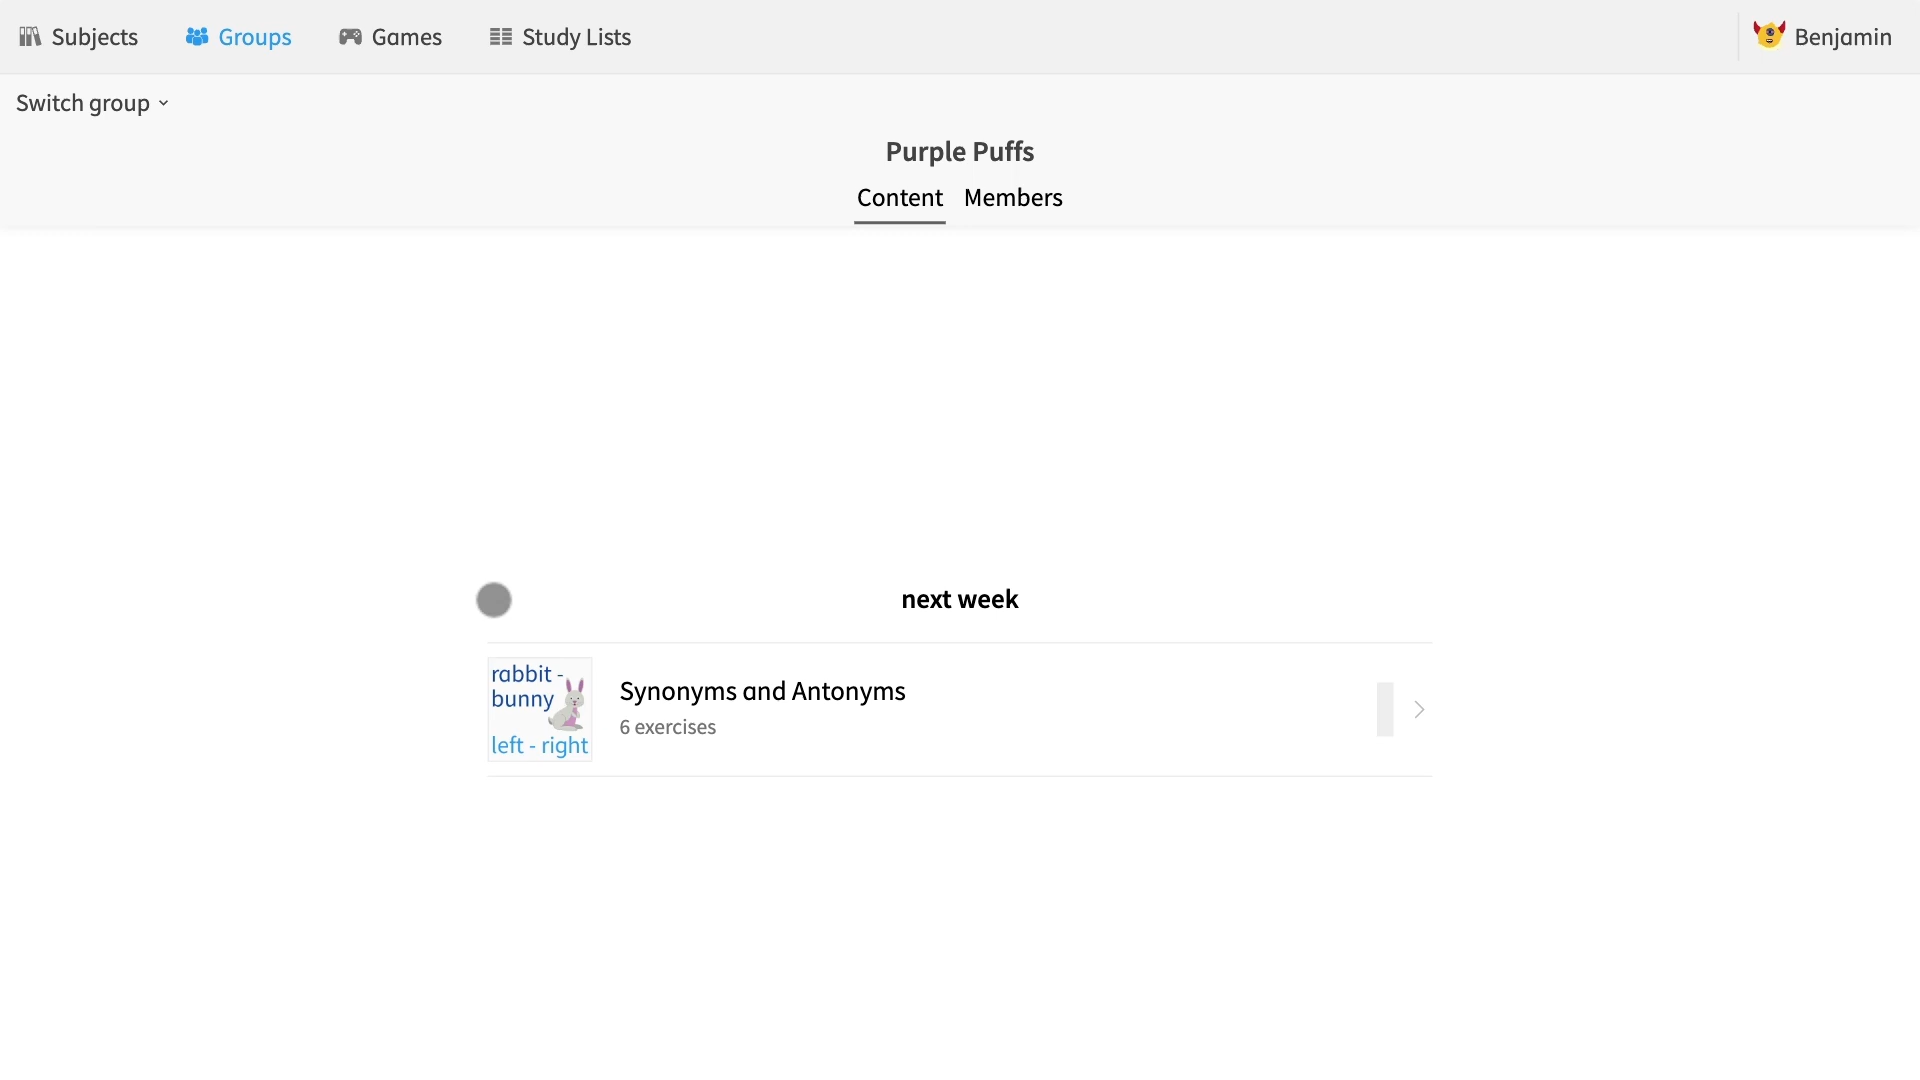 Subjects
Groups
Games
Study Lists
Benjamin
Switch group
Purple Puffs
Content
Members
next week
rabbit -
bunny
left - right
Synonyms and Antonyms
6 exercises